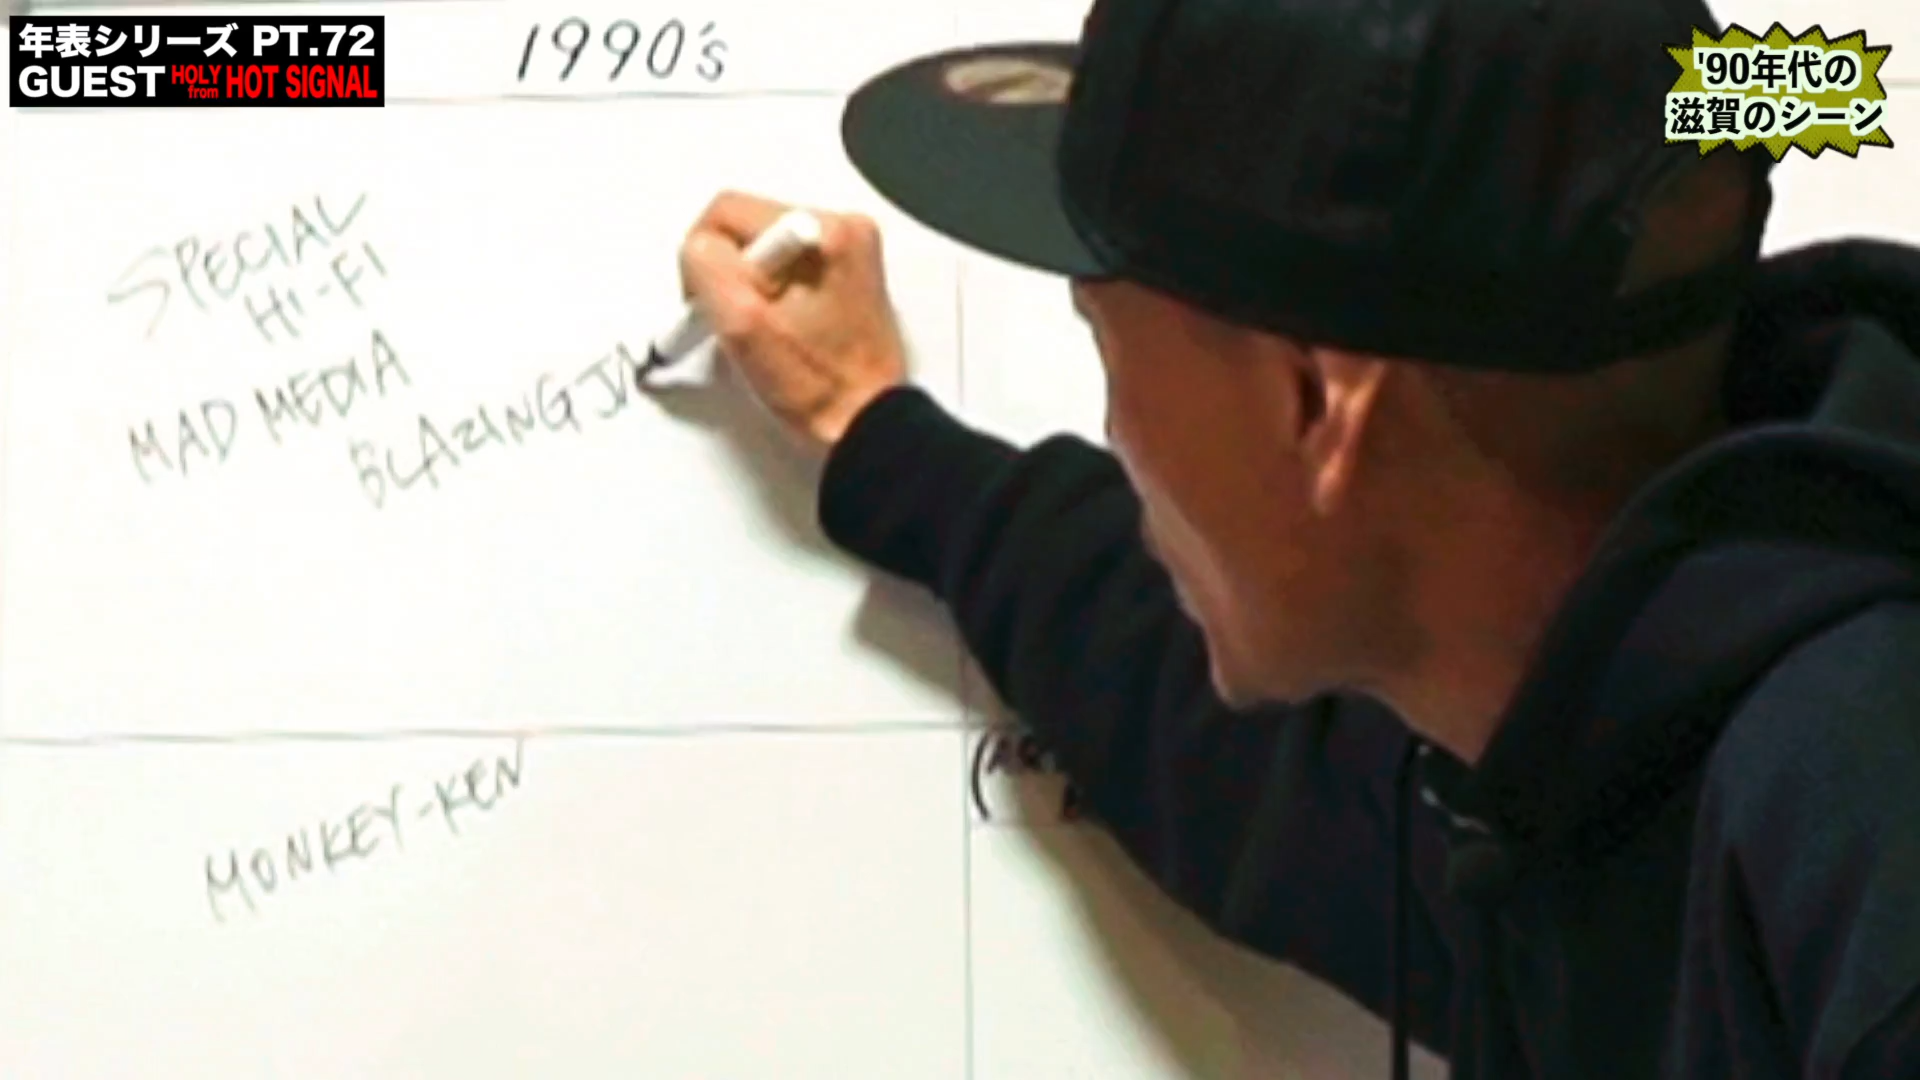 年表シリーズ PT.72
GUEST HOLY from HOT SIGNAL
'90年代の
滋賀のシーン
1990's
SPECIAL
HI-FI
MAD MEDIA
BLAZING
MONKEY-KEN